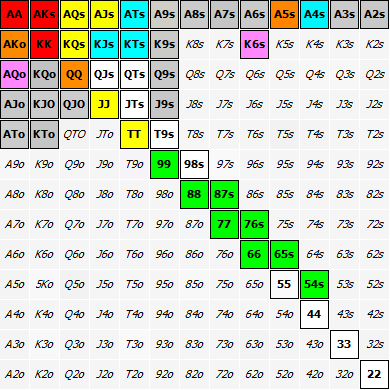 AA AKs AQs AJs ATs A9s A8s A7s A6s A5s A4s A3s A2s
AKo KK KQs KJs KTs K9s K8s K7s K6s K5s K4s K3s K2s
AQo KQo QQ QJs QTs Q9s Q8s Q7s Q6s Q5s Q4s Q3s Q2s
AJo KJO QJO JJ JTs J9s J8s J7s J6s J5s J4s J3s J2s
ATo KTo QTO JTo TT T9s T8s T7s T6s T5s T4s T3s T2s
A9o K9o Q9o J9o T9o 99 98s 97s 96s 95s 94s 93s 92s
A8o K8o Q8o J8o T8o 98o 88 87s 86s 85s 84s 83s 82s
A7o K7o Q7o J7o T7o 97o 87o 77 76s 75s 74s 73s 72s
A6o K6o Q6o J6o T6o 96o 86o 76o 66 65s 64s 63s 62s
A5o 5Ko Q5o J5o T5o 95o 85o 75o 65o 55 54s 53s 52s
A4o K4o Q4o J4o T4o 94o 84o 74o 64o 54o 44 43s 42s
A3o K3o Q3o J3o T3o 93o 83o 73o 63o 53o 43o 33 32s
A2o K2o Q2o J2o T2o 92o 82o 72o 62o 52o 42o 32o 22